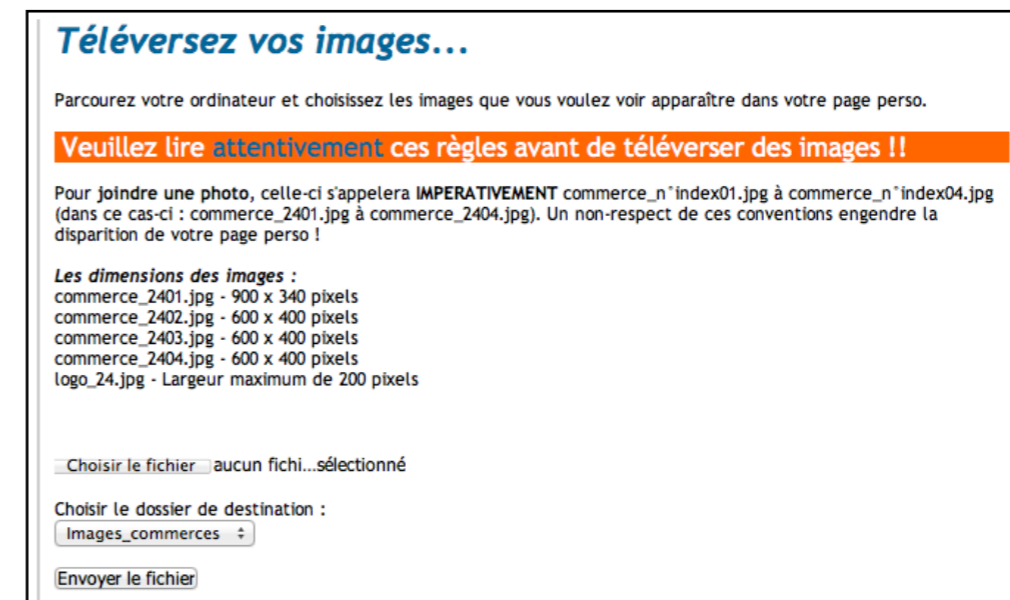 Téléversez vos images...
Parcourez votre ordinateur et choisissez les images que vous voulez voir apparaître dans votre page perso.
Veuillez lire attentivement ces règles avant de téléverser des images !!
Pour joindre une photo, celle-ci s'appelera IMPERATIVEMENT commerce_n°index01.jpg à commerce_n°index04.jpg
(dans ce cas-ci : commerce_2401.jpg à commerce_2404.jpg). Un non-respect de ces conventions engendre la
disparition de votre page perso !
Les dimensions des images :
commerce_2401.jpg - 900 x 340 pixels
commerce_2402.jpg - 600 x 400 pixels
commerce_2403.jpg - 600 x 400 pixels
commerce_2404.jpg - 600 x 400 pixels
logo_24.jpg - Largeur maximum de 200 pixels
Choisir le fichier aucun fichi...sélectionné
Choisir le dossier de destination :
Images_commerces
Envoyer le fichier